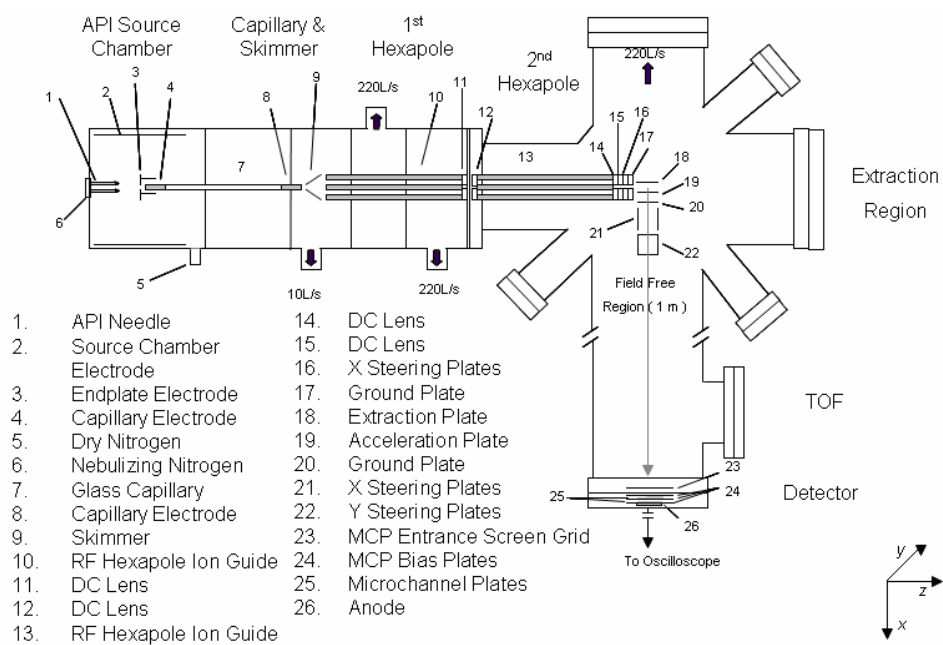 API Source
Chamber
Capillary &
Skimmer
1st
Hexapole
2nd
Hexapole
220L/s
220L/s
1
2
3
4
8
9
10
11
12
7
13
14
15
16
17
18
19
20
21
22
6
5
10L/s
220L/s
Extraction
Region
Field Free
Region ( 1 m )
TOF
Detector
23
24
25
26
To Oscilloscope
y
z
x
1. API Needle
2. Source Chamber
Electrode
3. Endplate Electrode
4. Capillary Electrode
5. Dry Nitrogen
6. Nebulizing Nitrogen
7. Glass Capillary
8. Capillary Electrode
9. Skimmer
10. RF Hexapole Ion Guide
11. DC Lens
12. DC Lens
13. RF Hexapole Ion Guide
14. DC Lens
15. DC Lens
16. X Steering Plates
17. Ground Plate
18. Extraction Plate
19. Acceleration Plate
20. Ground Plate
21. X Steering Plates
22. Y Steering Plates
23. MCP Entrance Screen Grid
24. MCP Bias Plates
25. Microchannel Plates
26. Anode